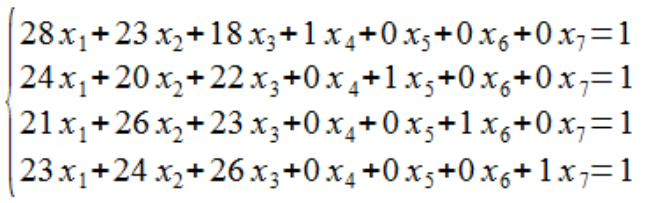 28x₁+23x₂+18x₃+1x₄+0x₅+0x₆+0x₇=1
24x₁+20x₂+22x₃+0x₄+1x₅+0x₆+0x₇=1
21x₁+26x₂+23x₃+0x₄+0x₅+1x₆+0x₇=1
23x₁+24x₂+26x₃+0x₄+0x₅+0x₆+1x₇=1